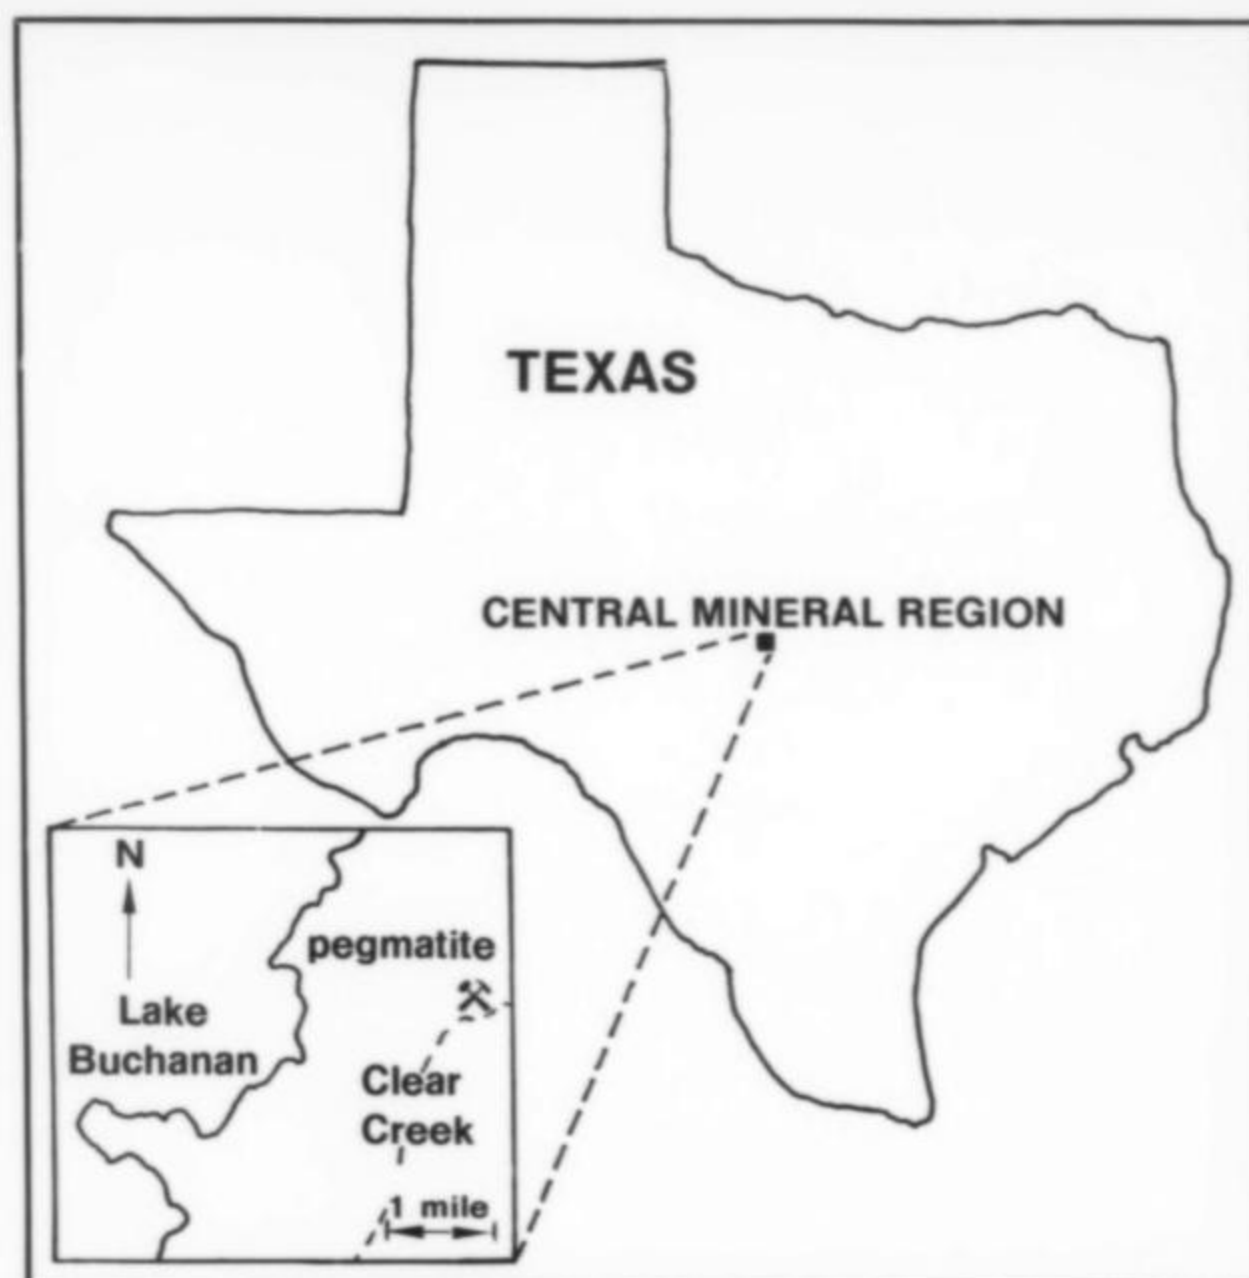 TEXAS
CENTRAL MINERAL REGION
N
pegmatite
Lake
Buchanan
Clear
Creek
1 mile